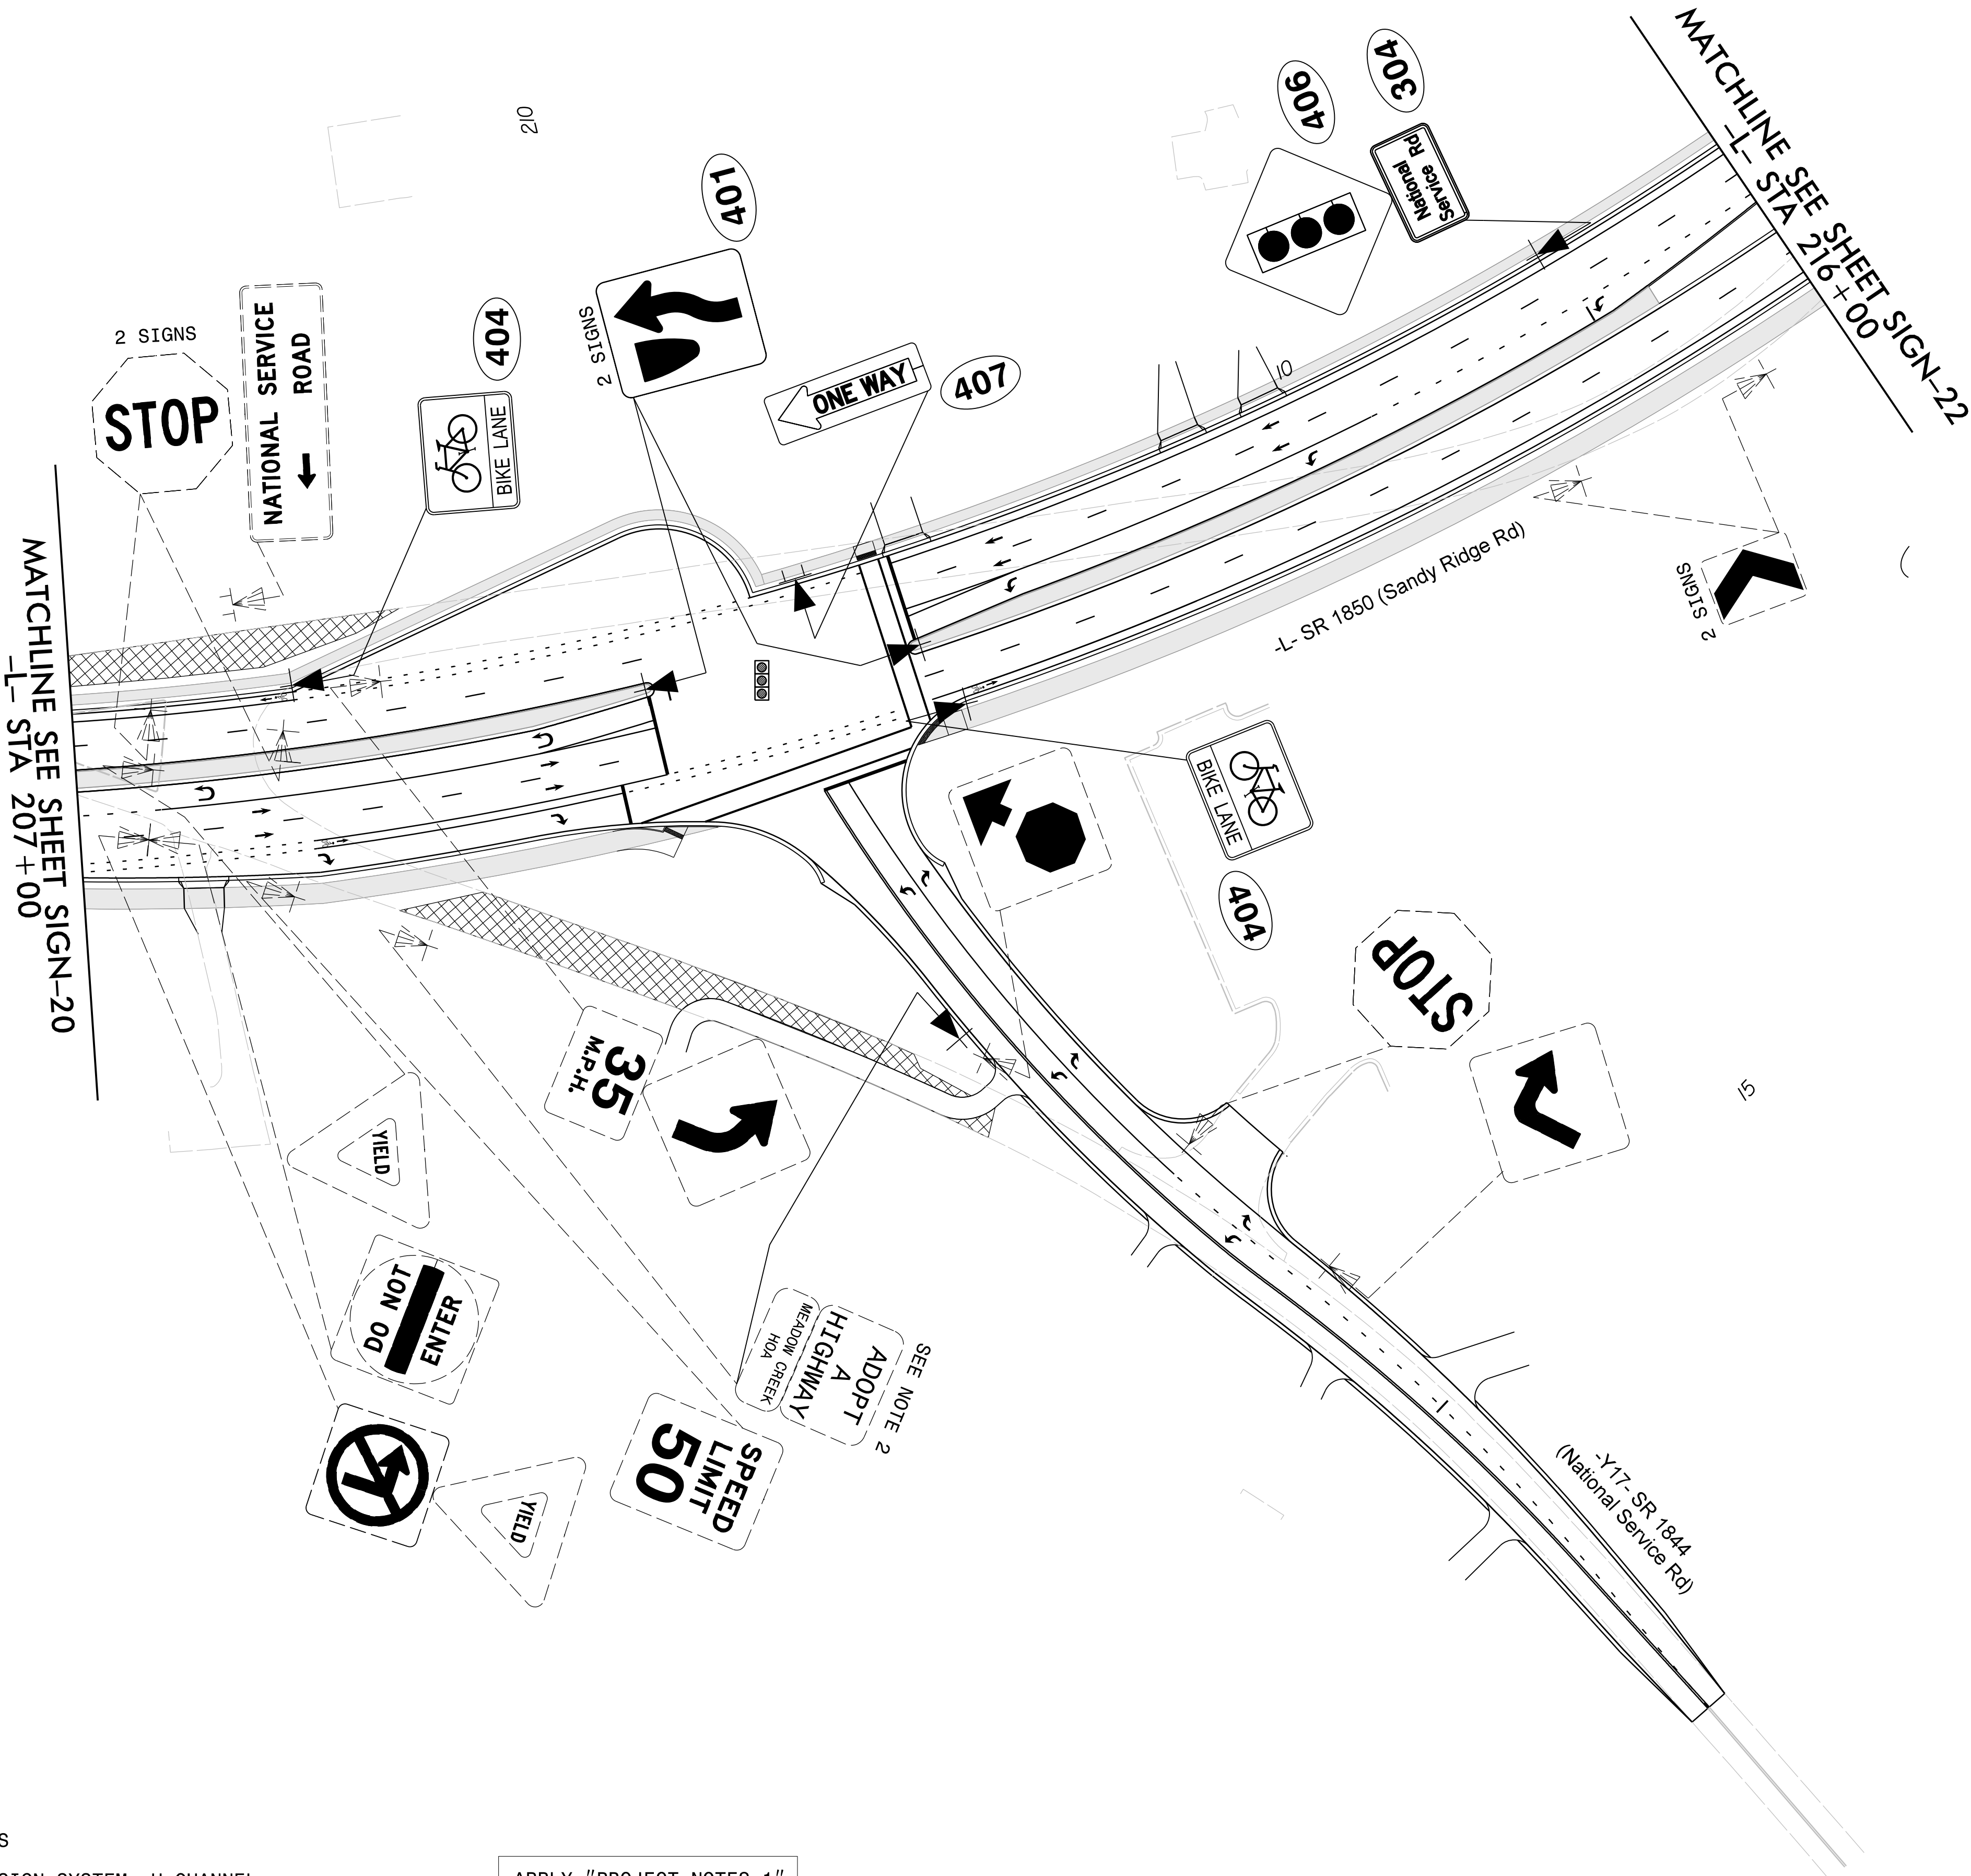 MATCHLINE SEE SHEET SIGN-22
-L- STA 216+00
304
406
National
Service Rd
210
401
2 SIGNS
2 SIGNS
STOP
NATIONAL SERVICE
ROAD
404
BIKE LANE
ONE WAY
407
10
MATCHLINE SEE SHEET SIGN-20
-L- STA 207+00
-L- SR 1850 (Sandy Ridge Rd)
2 SIGNS
BIKE LANE
404
STOP
15
35
M.P.H.
YIELD
DO NOT
ENTER
ADOPT
A
HIGHWAY
MEADOW CREEK
HOA
SEE NOTE 2
SPEED
LIMIT
50
YIELD
-Y17- SR 1844
(National Service Rd)
S
SIGN SYSTEM, U-CHANNEL
APPLY "PROJECT NOTES 1"